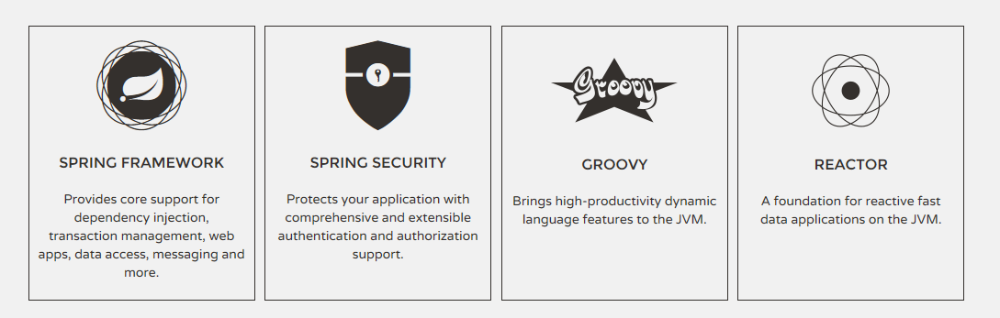 Groovy
SPRING FRAMEWORK
Provides core support for
dependency injection,
transaction management, web
apps, data access, messaging and
more.
SPRING SECURITY
Protects your application with
comprehensive and extensible
authentication and authorization
support.
GROOVY
Brings high-productivity dynamic
language features to the JVM.
REACTOR
A foundation for reactive fast
data applications on the JVM.